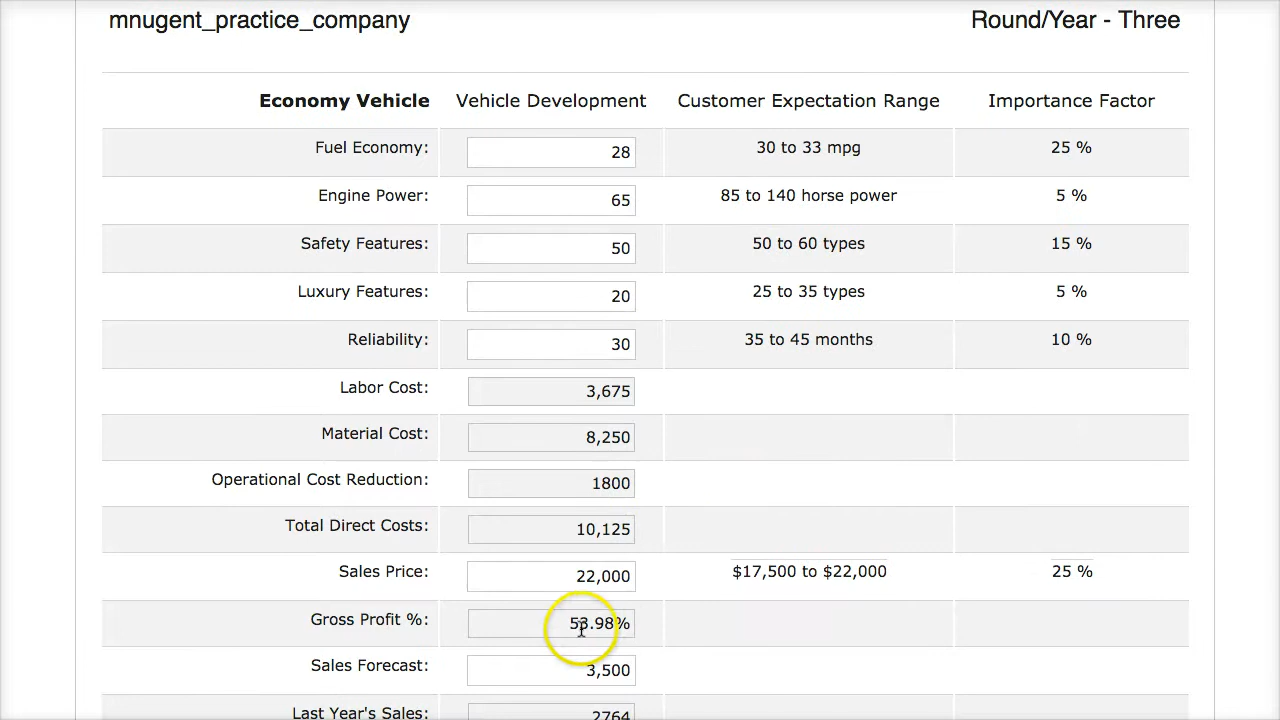 mnugent_practice_company Round/Year - Three
Economy Vehicle Vehicle Development Customer Expectation Range Importance Factor
Fuel Economy: 28 30 to 33 mpg 25 %
Engine Power: 65 85 to 140 horse power 5 %
Safety Features: 50 50 to 60 types 15 %
Luxury Features: 20 25 to 35 types 5 %
Reliability: 30 35 to 45 months 10 %
Labor Cost: 3,675
Material Cost: 8,250
Operational Cost Reduction: 1800
Total Direct Costs: 10,125
Sales Price: 22,000 $17,500 to $22,000 25 %
Gross Profit %: 53.98%
Sales Forecast: 3,500
Last Year's Sales: 2764